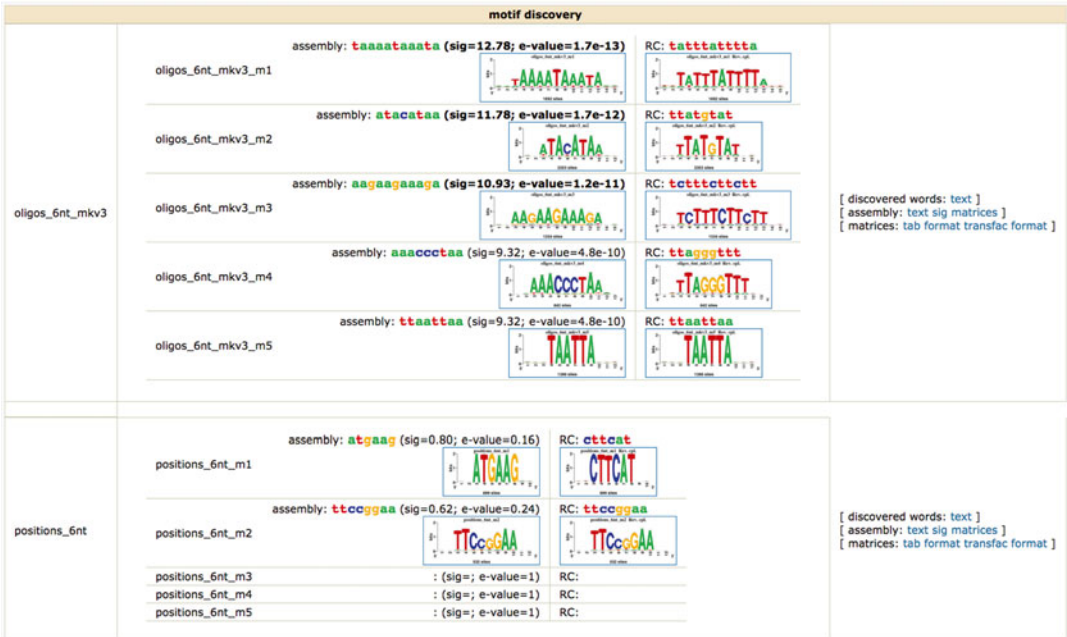 motif discovery
oligos_6nt_mkv3
assembly: taaaataaata (sig=12.78; e-value=1.7e-13) RC: tatttatttta
oligos_6nt_mkv3_m1
TAAAATAAATA TATTTATTTTA
assembly: atacataa (sig=11.78; e-value=1.7e-12) RC: ttatgtat
oligos_6nt_mkv3_m2
ATACATAA TTATGTAT
assembly: aagaagaaaga (sig=10.93; e-value=1.2e-11) RC: tctttcttctt
oligos_6nt_mkv3_m3
AAGAAGAAAGA TCTTTCTTCTT
assembly: aaaccctaa (sig=9.32; e-value=4.8e-10) RC: ttagggttt
oligos_6nt_mkv3_m4
AAACCCTAA TTAGGGTTT
assembly: ttaattaa (sig=9.32; e-value=4.8e-10) RC: ttaattaa
oligos_6nt_mkv3_m5
TAATTA TAATTA
[ discovered words: text ]
[ assembly: text sig matrices ]
[ matrices: tab format transfac format ]
positions_6nt
assembly: atgaag (sig=0.80; e-value=0.16) RC: cttcat
positions_6nt_m1
ATGAAG CTTCAT
assembly: ttccggaa (sig=0.62; e-value=0.24) RC: ttccggaa
positions_6nt_m2
TTCCGGAA TTCCGGAA
positions_6nt_m3 : (sig=; e-value=1) RC:
positions_6nt_m4 : (sig=; e-value=1) RC:
positions_6nt_m5 : (sig=; e-value=1) RC:
[ discovered words: text ]
[ assembly: text sig matrices ]
[ matrices: tab format transfac format ]